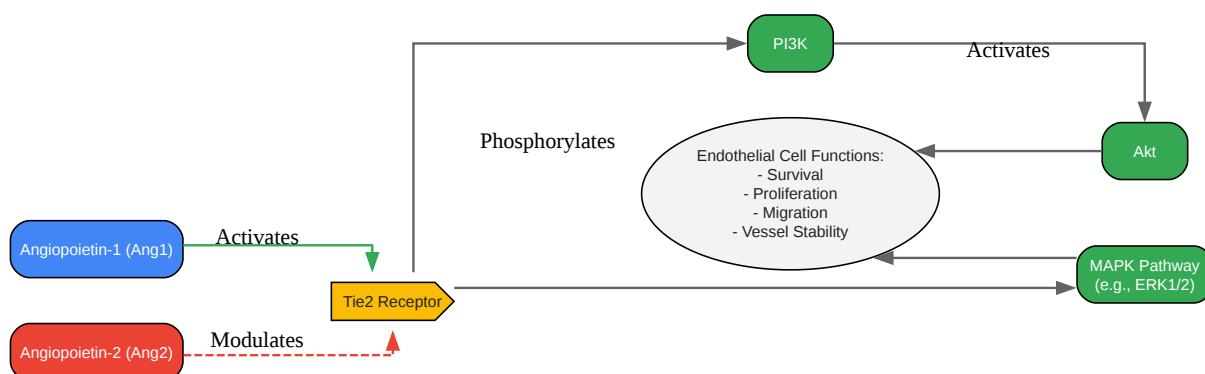 PI3K
Activates
Phosphorylates
Endothelial Cell Functions:
- Survival
- Proliferation
- Migration
- Vessel Stability
Akt
Angiopoietin-1 (Ang1)
Activates
MAPK Pathway
(e.g., ERK1/2)
Tie2 Receptor
Angiopoietin-2 (Ang2)
Modulates